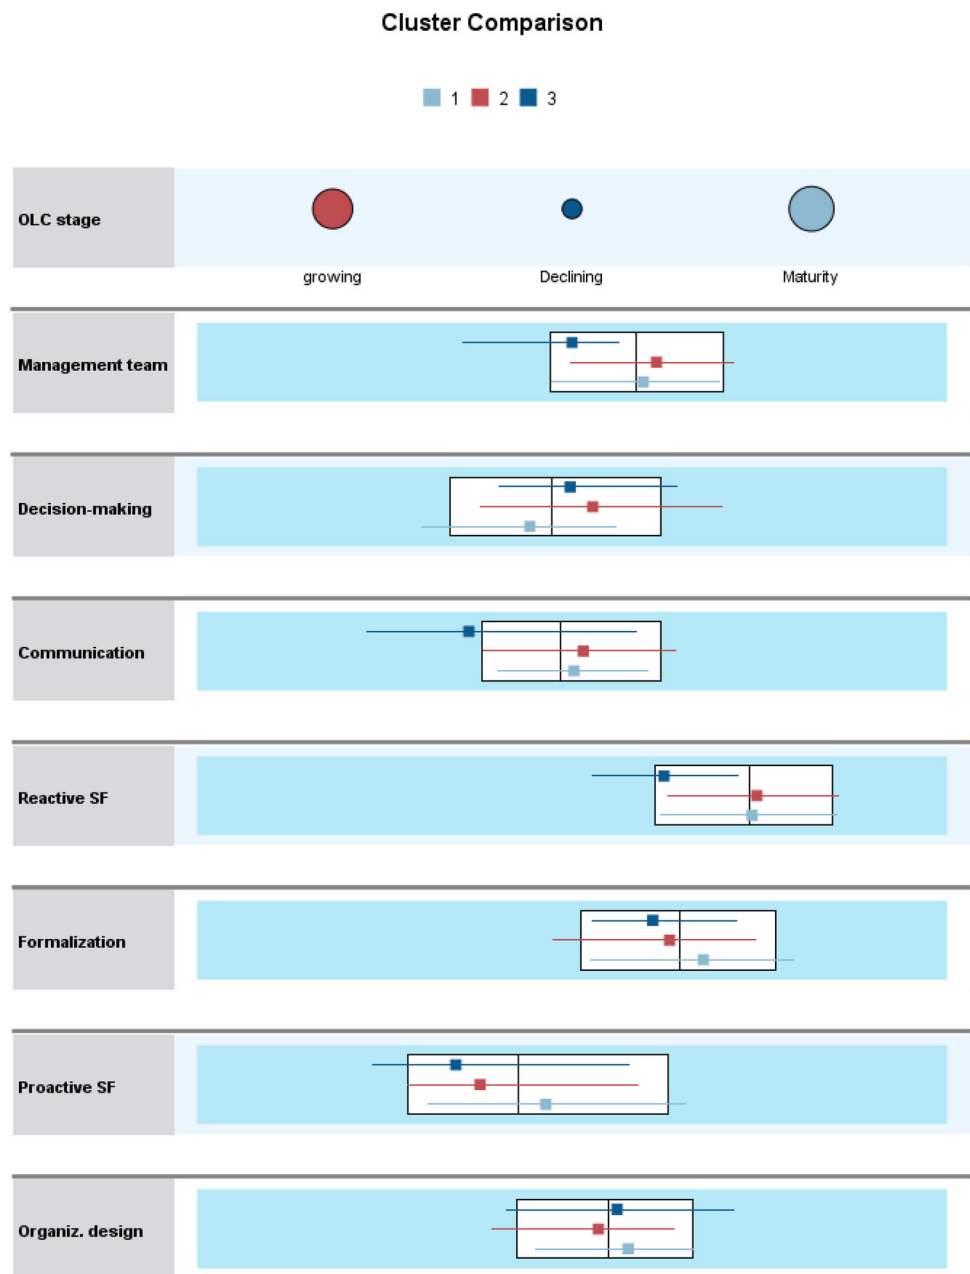 Cluster Comparison
1 2 3
OLC stage
growing Declining Maturity
Management team
Decision-making
Communication
Reactive SF
Formalization
Proactive SF
Organiz. design